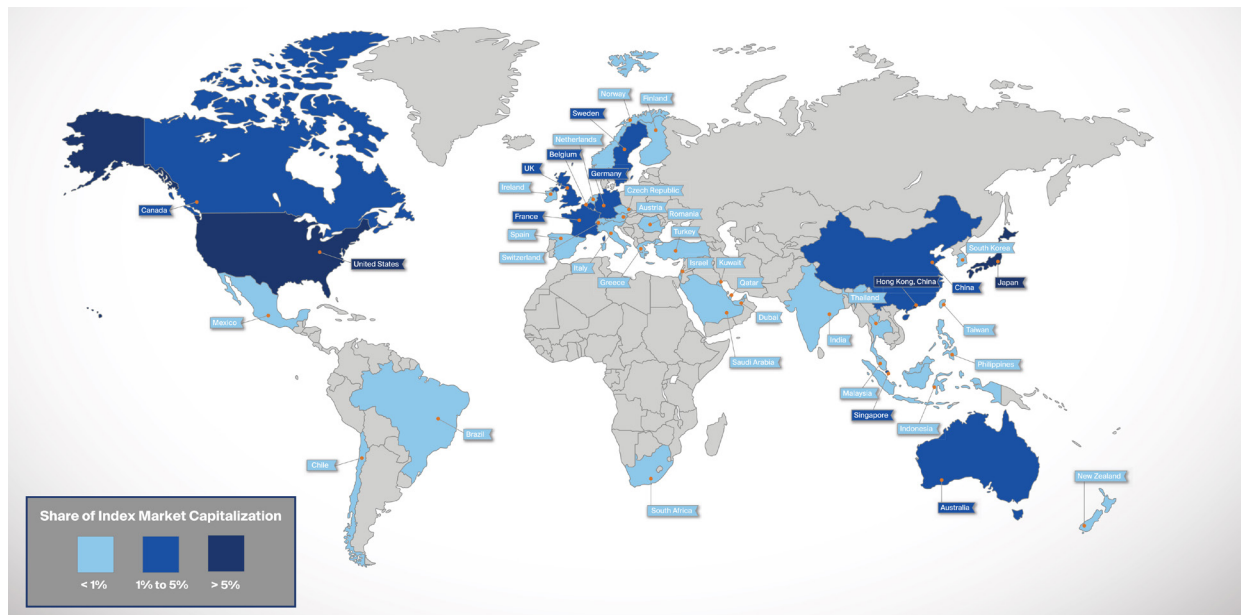 Norway
Finland
Sweden
Netherlands
Belgium
UK
Germany
Ireland
Czech Republic
Canada
Austria
France
Romania
Spain
Turkey
Switzerland
South Korea
United States
Italy
Israel
Kuwait
Greece
Qatar
Hong Kong, China
China
Japan
Thailand
Mexico
Dubai
India
Taiwan
Saudi Arabia
Philippines
Malaysia
Singapore
Brazil
Indonesia
Chile
New Zealand
South Africa
Australia
Share of Index Market Capitalization
< 1%
1% to 5%
> 5%